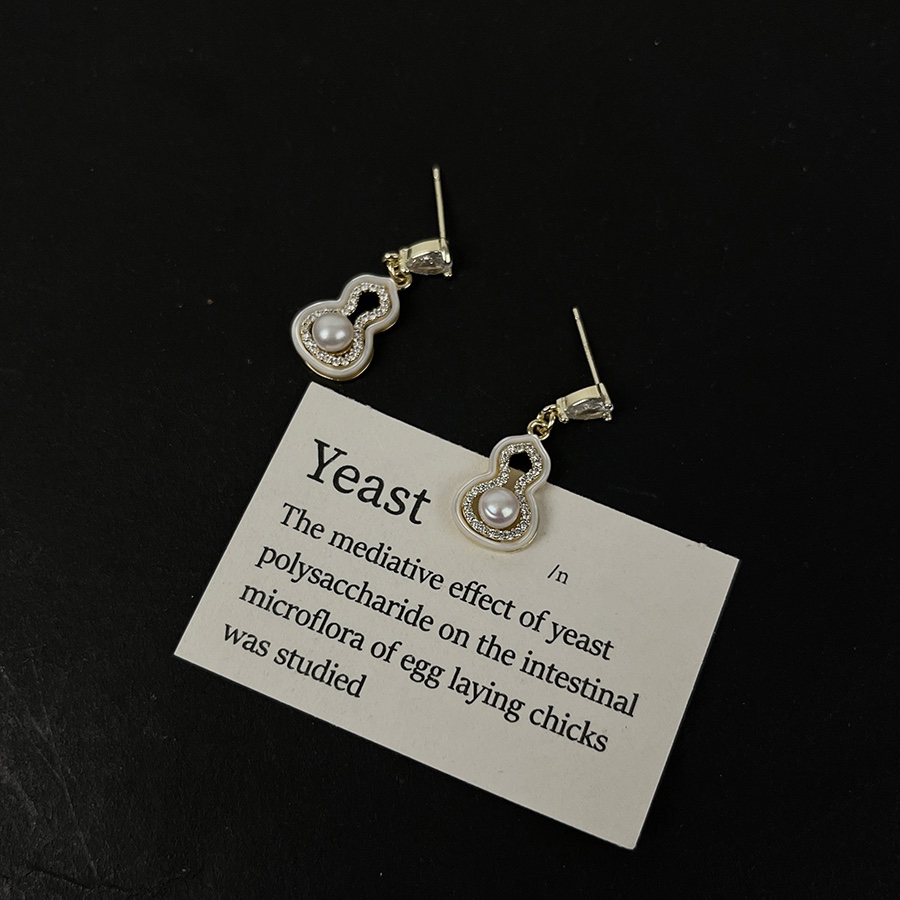 Yeast
/n
The mediative effect of yeast
polysaccharide on the intestinal
microflora of egg laying chicks
was studied